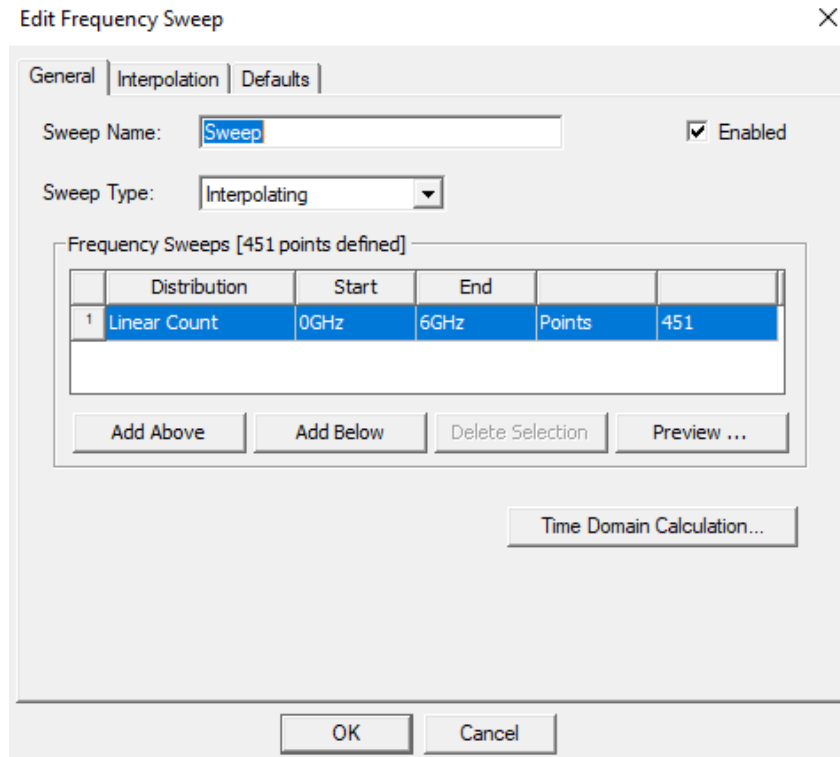 Edit Frequency Sweep
General Interpolation Defaults
Sweep Name: Sweep Enabled
Sweep Type: Interpolating
Frequency Sweeps [451 points defined]
Distribution Start End
1 Linear Count 0GHz 6GHz Points 451
Add Above Add Below Delete Selection Preview ...
Time Domain Calculation...
OK Cancel